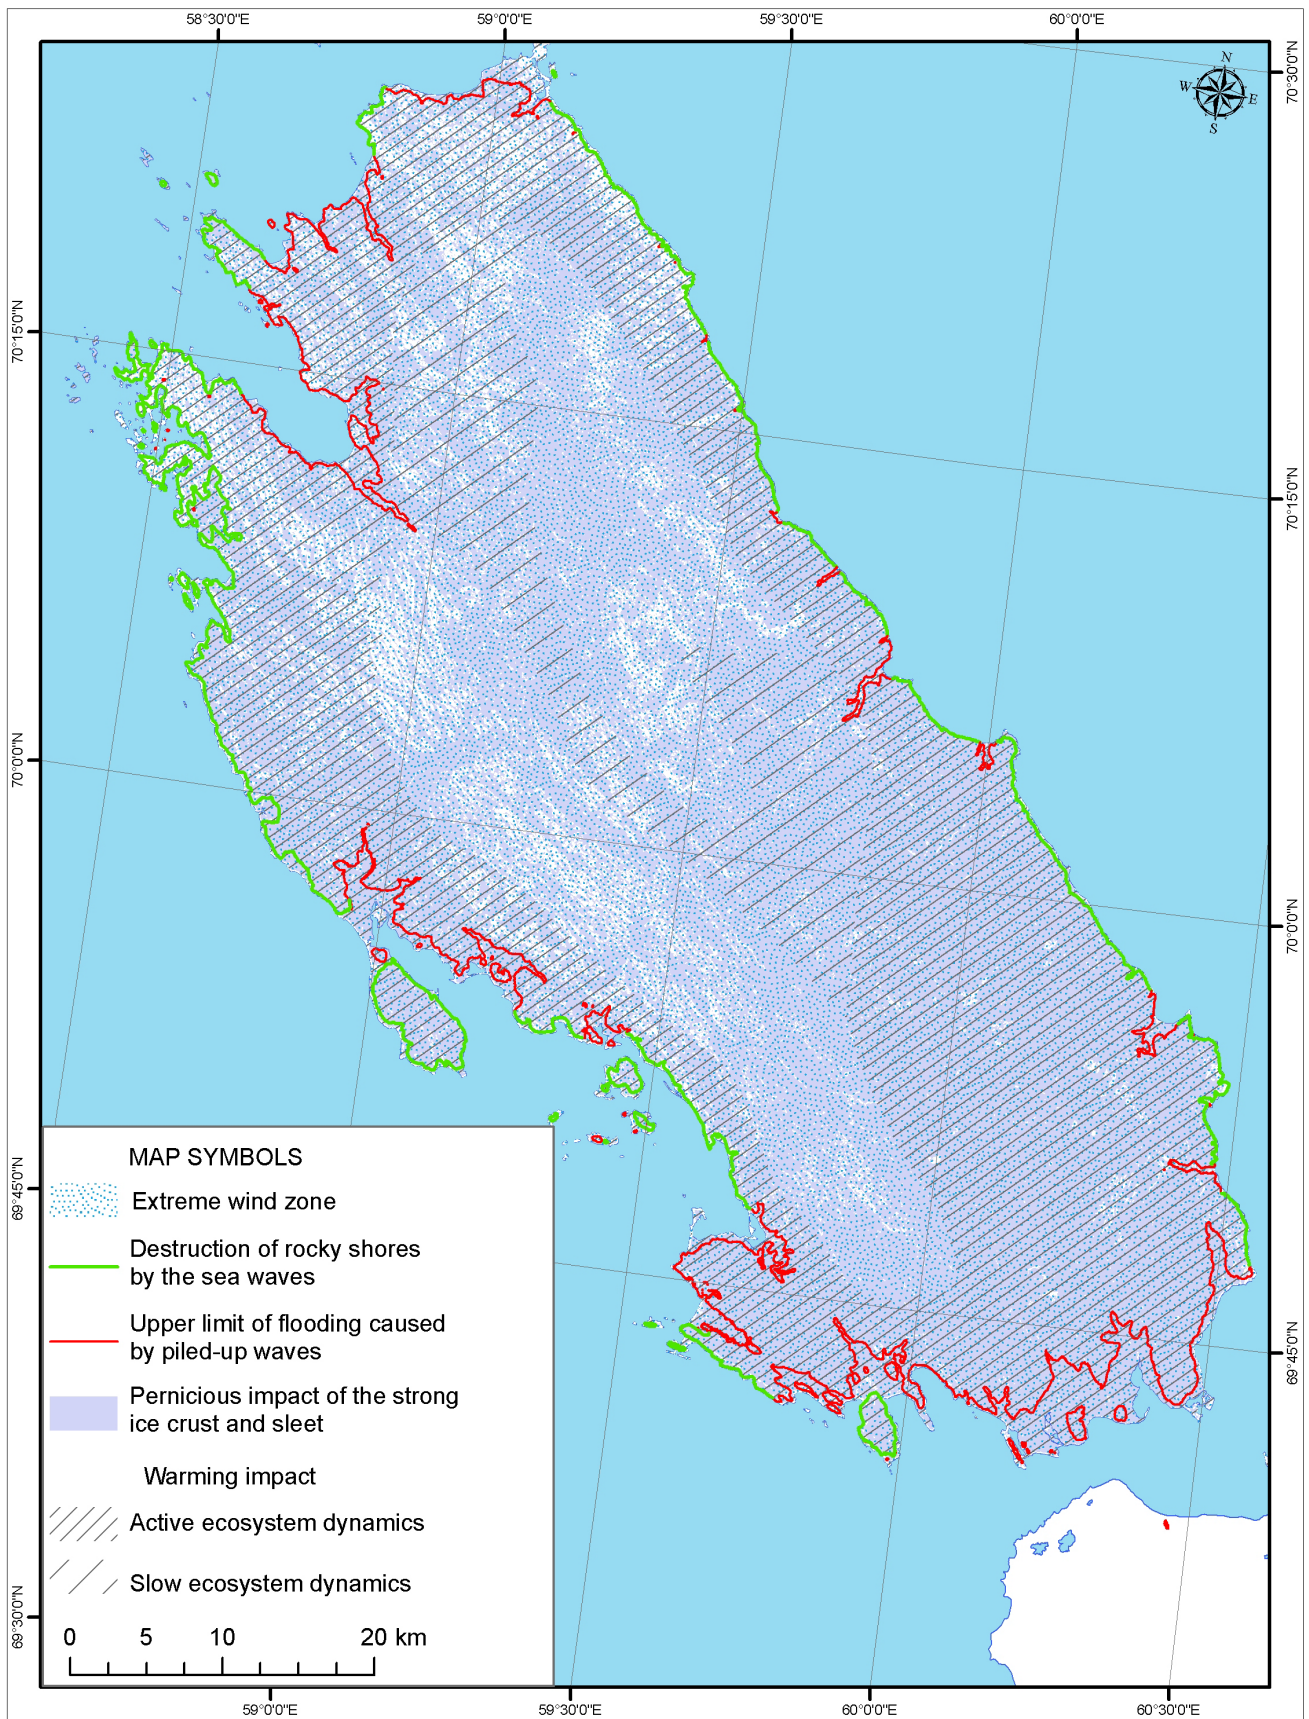 58°30'0"E
59°0'0"E
59°30'0"E
60°0'0"E
N
W
E
S
70°30'0"N
70°15'0"N
70°15'0"N
70°0'0"N
70°0'0"N
69°45'0"N
69°45'0"N
69°30'0"N
MAP SYMBOLS
Extreme wind zone
Destruction of rocky shores
by the sea waves
Upper limit of flooding caused
by piled-up waves
Pernicious impact of the strong
ice crust and sleet
Warming impact
Active ecosystem dynamics
Slow ecosystem dynamics
0 5 10 20 km
59°0'0"E
59°30'0"E
60°0'0"E
60°30'0"E